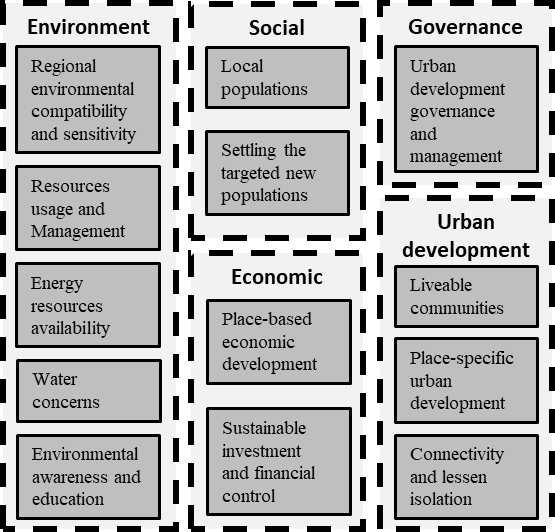 Environment
Regional
environmental
compatibility
and sensitivity
Resources
usage and
Management
Energy
resources
availability
Water
concerns
Environmental
awareness and
education
Social
Local
populations
Settling the
targeted new
populations
Economic
Place-based
economic
development
Sustainable
investment
and financial
control
Governance
Urban
development
governance
and
management
Urban
development
Liveable
communities
Place-specific
urban
development
Connectivity
and lessen
isolation